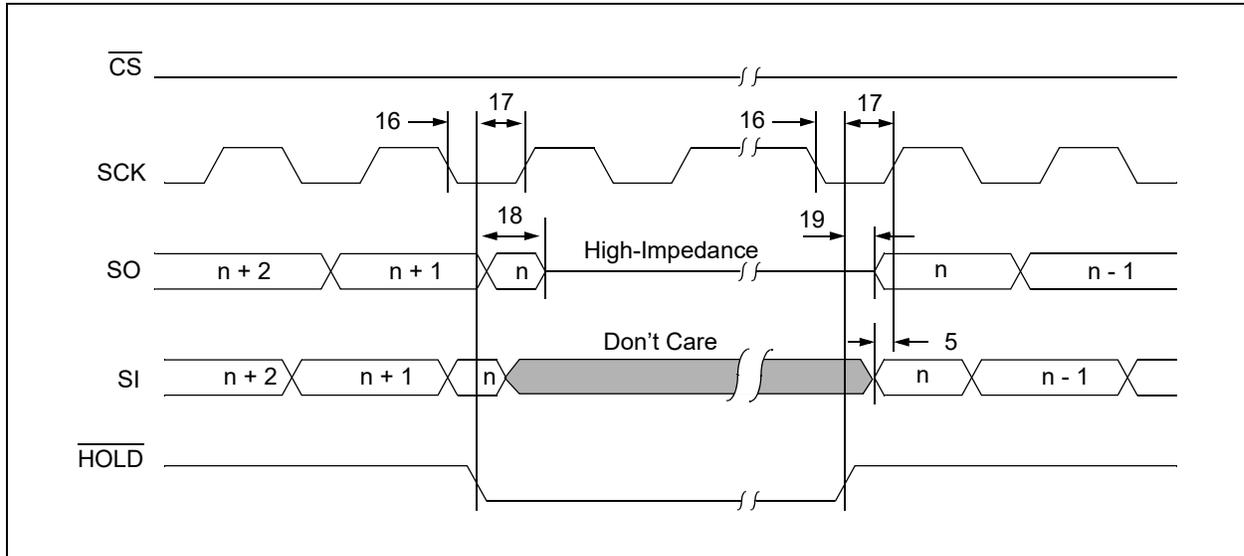 CS
16 17 16 17
SCK
18 19
High-Impedance
SO n + 2 n + 1 n n n - 1
Don't Care 5
SI n + 2 n + 1 n n n - 1
HOLD